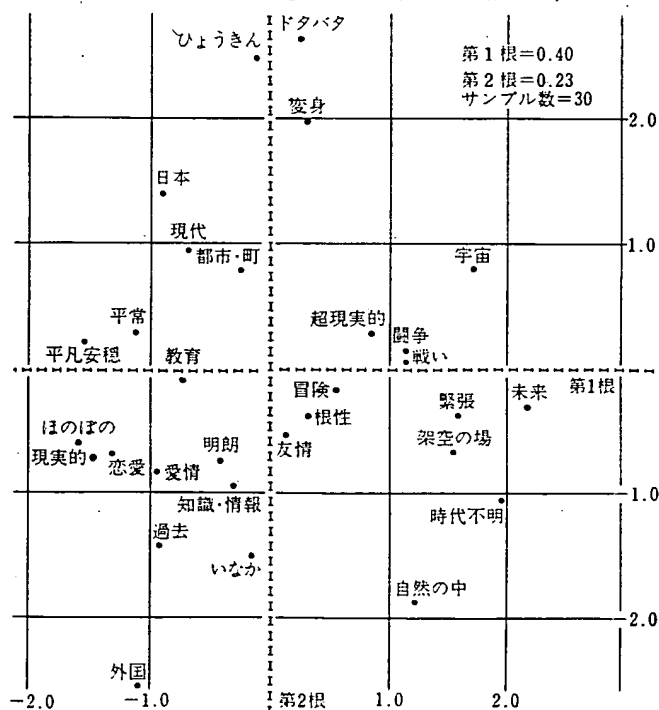 ドタバタ
ひょうきん
第1根＝0.40
第2根＝0.23
サンプル数＝30
変身
2.0
日本
現代
1.0
都市・町
宇宙
平常
超現実的
闘争
平凡安穏
教育
戦い
冒険
第1根
未来
緊張
根性
ほのぼの
明朗
架空の場
友情
現実的
恋愛
愛情
1.0
知識・情報
時代不明
過去
いなか
自然の中
2.0
外国
−2.0
−1.0
第2根
1.0
2.0